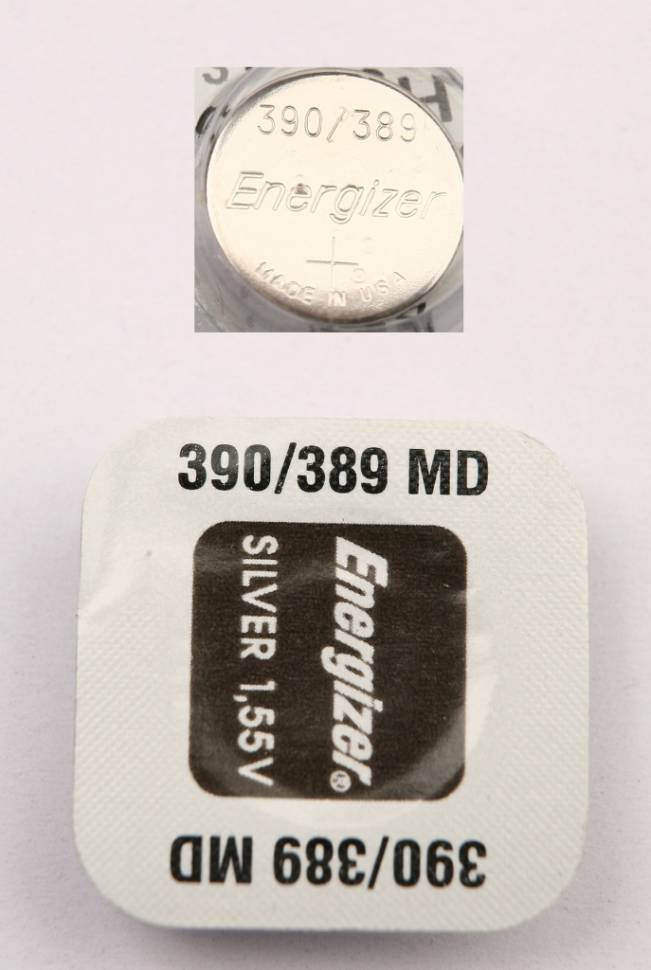 390/389
Energizer
+
MADE IN USA
390/389 MD
Energizer®
SILVER 1,55V
390/389 MD